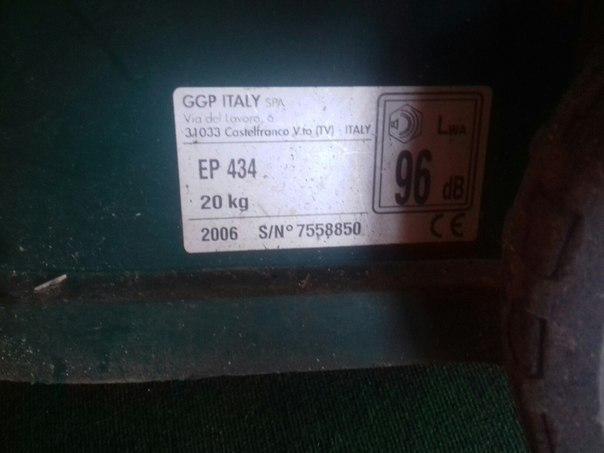 GGP ITALY SPA
Via del Lavoro, 6
31033 Castelfranco V.to (TV) - ITALY
EP 434
20 kg
2006 S/N° 7558850
LWA
96 dB
CE